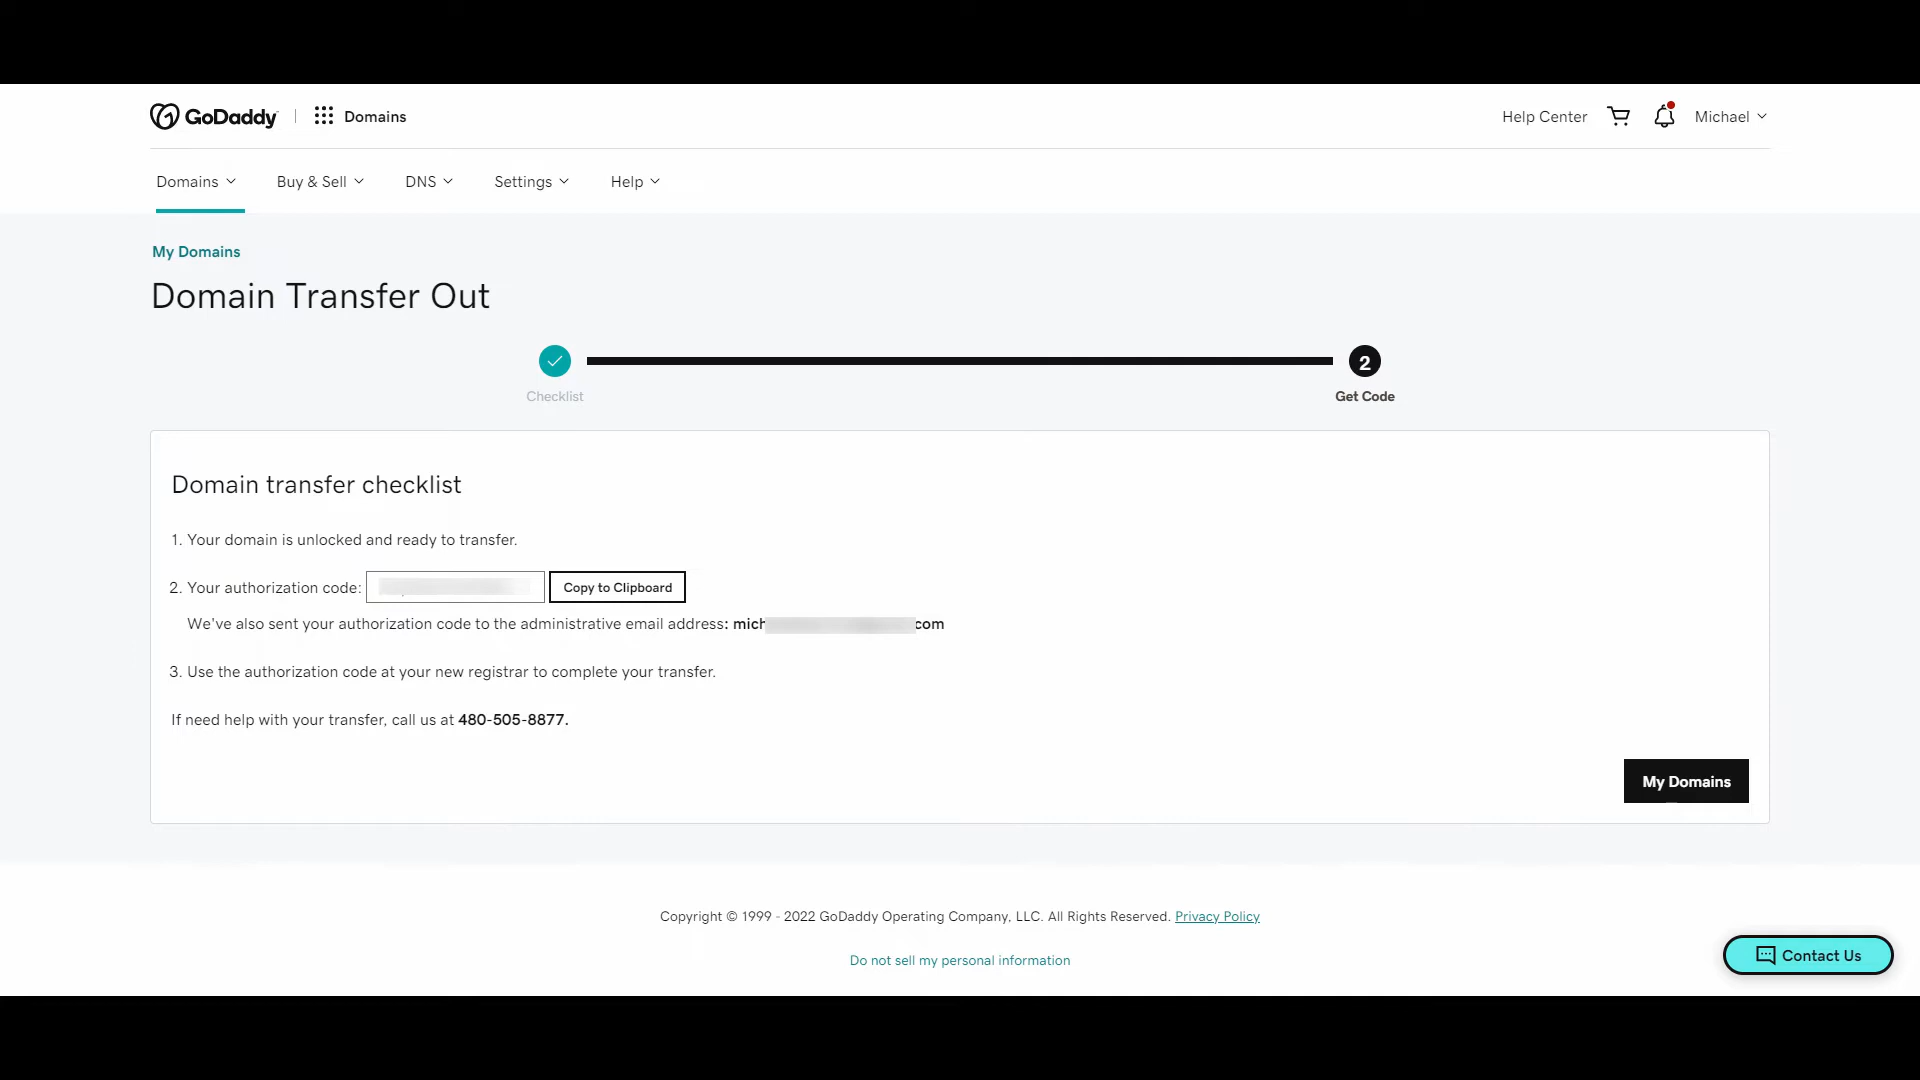 GoDaddy Domains Help Center Michael
Domains Buy & Sell DNS Settings Help
My Domains
Domain Transfer Out
2
Checklist Get Code
Domain transfer checklist
1. Your domain is unlocked and ready to transfer.
2. Your authorization code: Copy to Clipboard
We've also sent your authorization code to the administrative email address: mich com
3. Use the authorization code at your new registrar to complete your transfer.
If need help with your transfer, call us at 480-505-8877.
My Domains
Copyright © 1999 - 2022 GoDaddy Operating Company, LLC. All Rights Reserved. Privacy Policy
Do not sell my personal information
Contact Us